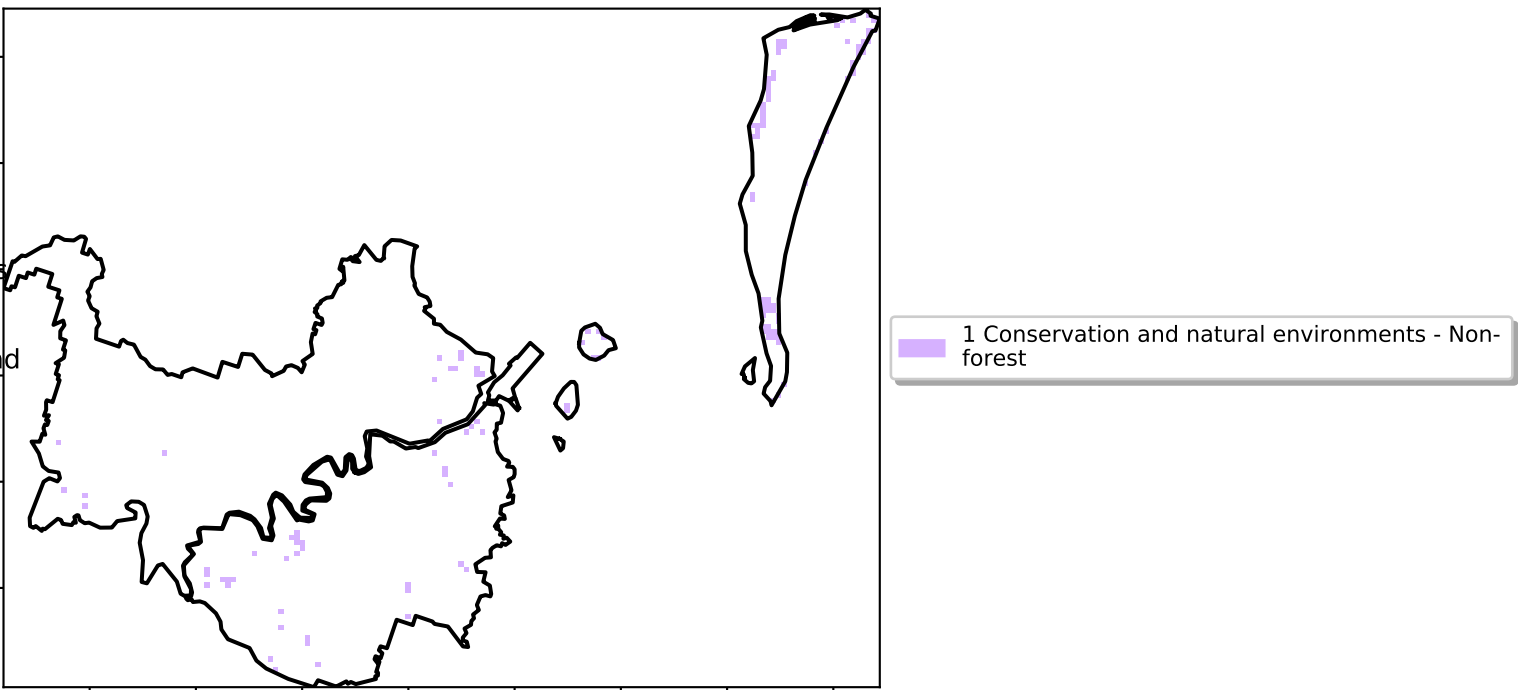 1 Conservation and natural environments - Non-
forest